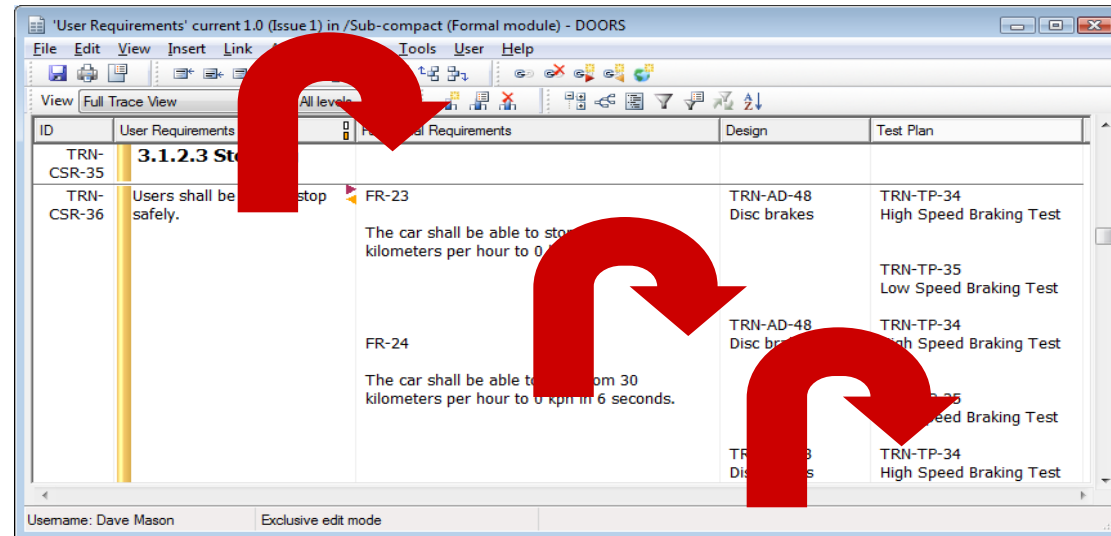 'User Requirements' current 1.0 (Issue 1) in /Sub-compact (Formal module) - DOORS
File Edit View Insert Link Tools User Help
View Full Trace View All levels
ID User Requirements Requirements Design Test Plan
TRN-CSR-35 3.1.2.3
TRN- Users shall be stop FR-23 TRN-AD-48 TRN-TP-34
CSR-36 safely. Disc brakes High Speed Braking Test
The car shall be able to
kilometers per hour to 0
TRN-TP-35
Low Speed Braking Test
TRN-AD-48 TRN-TP-34
FR-24 Disc Speed Braking Test
The car shall be able to 30
kilometers per hour to 0 kph in 6 seconds.
Braking Test
TRN-TP-34
High Speed Braking Test
Username: Dave Mason Exclusive edit mode